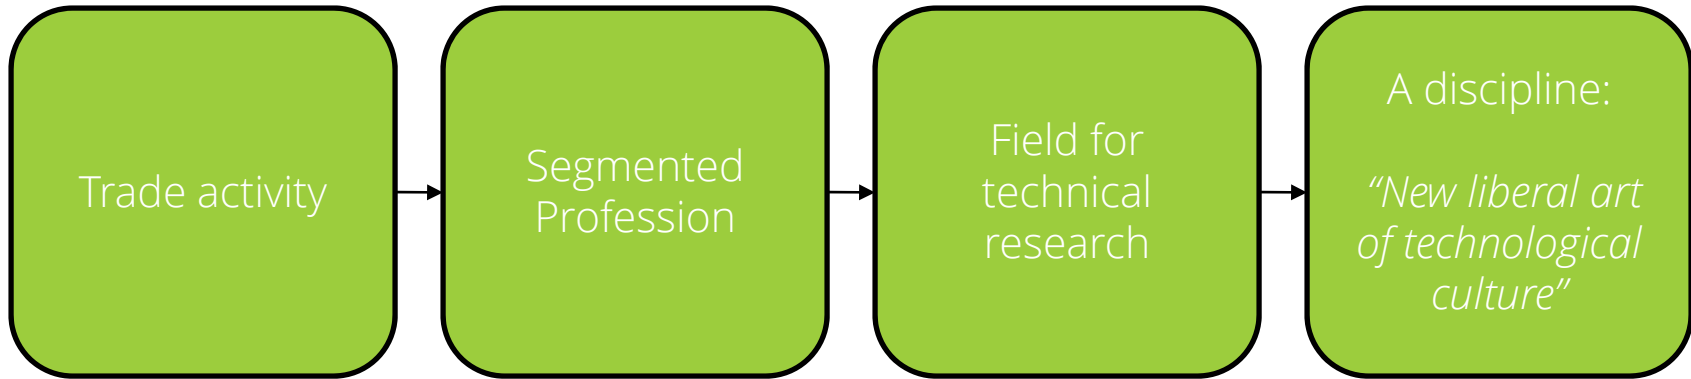 Trade activity
Segmented
Profession
Field for
technical
research
A discipline:
“New liberal art
of technological
culture”